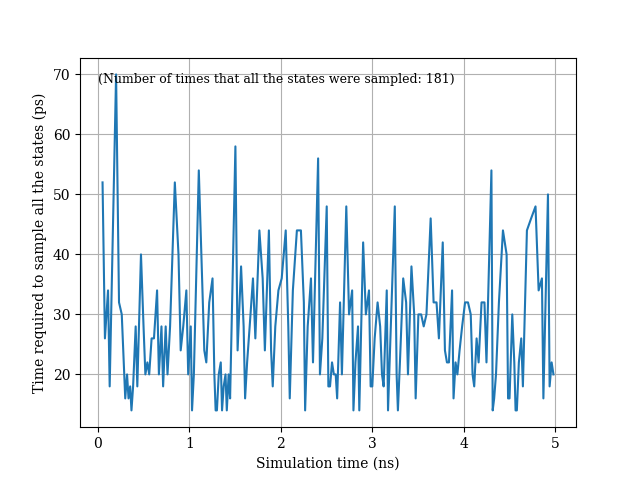 (Number of times that all the states were sampled: 181)
Time required to sample all the states (ps)
70
60
50
40
30
20
0 1 2 3 4 5
Simulation time (ns)